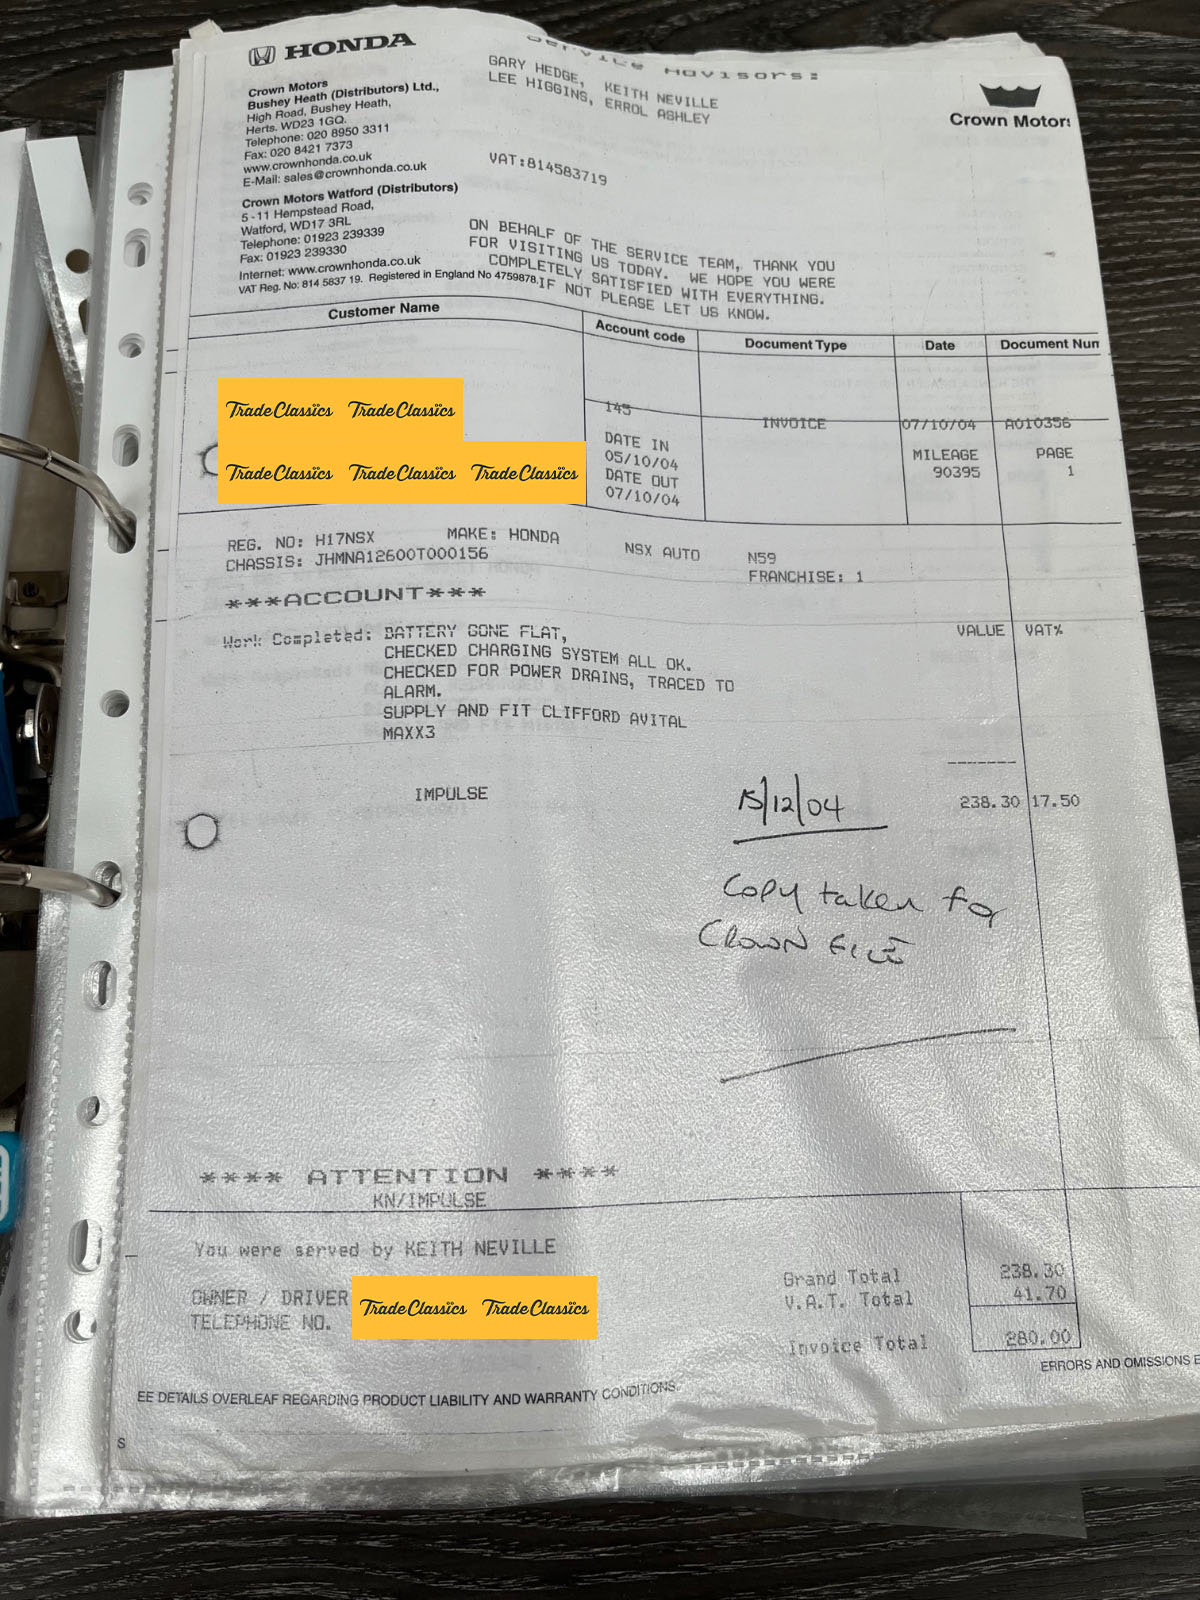 HONDA
Service Advisors:
GARY HEDGE, KEITH NEVILLE
LEE HIGGINS, ERROL ASHLEY
Crown Motors
Crown Motors
Bushey Heath (Distributors) Ltd.,
High Road, Bushey Heath,
Herts. WD23 1GQ.
Telephone: 020 8950 3311
Fax: 020 8421 7373
www.crownhonda.co.uk
E-Mail: sales@crownhonda.co.uk
VAT:814583719
Crown Motors Watford (Distributors)
5 - 11 Hempstead Road,
Watford, WD17 3RL
Telephone: 01923 239339
Fax: 01923 239330
Internet: www.crownhonda.co.uk
VAT Reg. No: 814 5837 19. Registered in England No 4759878.
ON BEHALF OF THE SERVICE TEAM, THANK YOU
FOR VISITING US TODAY. WE HOPE YOU WERE
COMPLETELY SATISFIED WITH EVERYTHING.
IF NOT PLEASE LET US KNOW.
Customer Name Account code Document Type Date Document Num
TradeClassics TradeClassics
TradeClassics TradeClassics TradeClassics
145 INVOICE 07/10/04 A010356
DATE IN MILEAGE PAGE
05/10/04 90395 1
DATE OUT
07/10/04
REG. NO: H17NSX MAKE: HONDA NSX AUTO N59
CHASSIS: JHMNA12600T000156 FRANCHISE: 1
***ACCOUNT***
VALUE VAT%
Work Completed: BATTERY GONE FLAT,
CHECKED CHARGING SYSTEM ALL OK.
CHECKED FOR POWER DRAINS, TRACED TO
ALARM.
SUPPLY AND FIT CLIFFORD AVITAL
MAXX3
IMPULSE 238.30 17.50
15/12/04
Copy taken for
Crown File
**** ATTENTION ****
KN/IMPULSE
You were served by KEITH NEVILLE
OWNER / DRIVER TradeClassics TradeClassics
TELEPHONE NO.
Grand Total 238.30
V.A.T. Total 41.70
Invoice Total 280.00
ERRORS AND OMISSIONS E
EE DETAILS OVERLEAF REGARDING PRODUCT LIABILITY AND WARRANTY CONDITIONS.
S